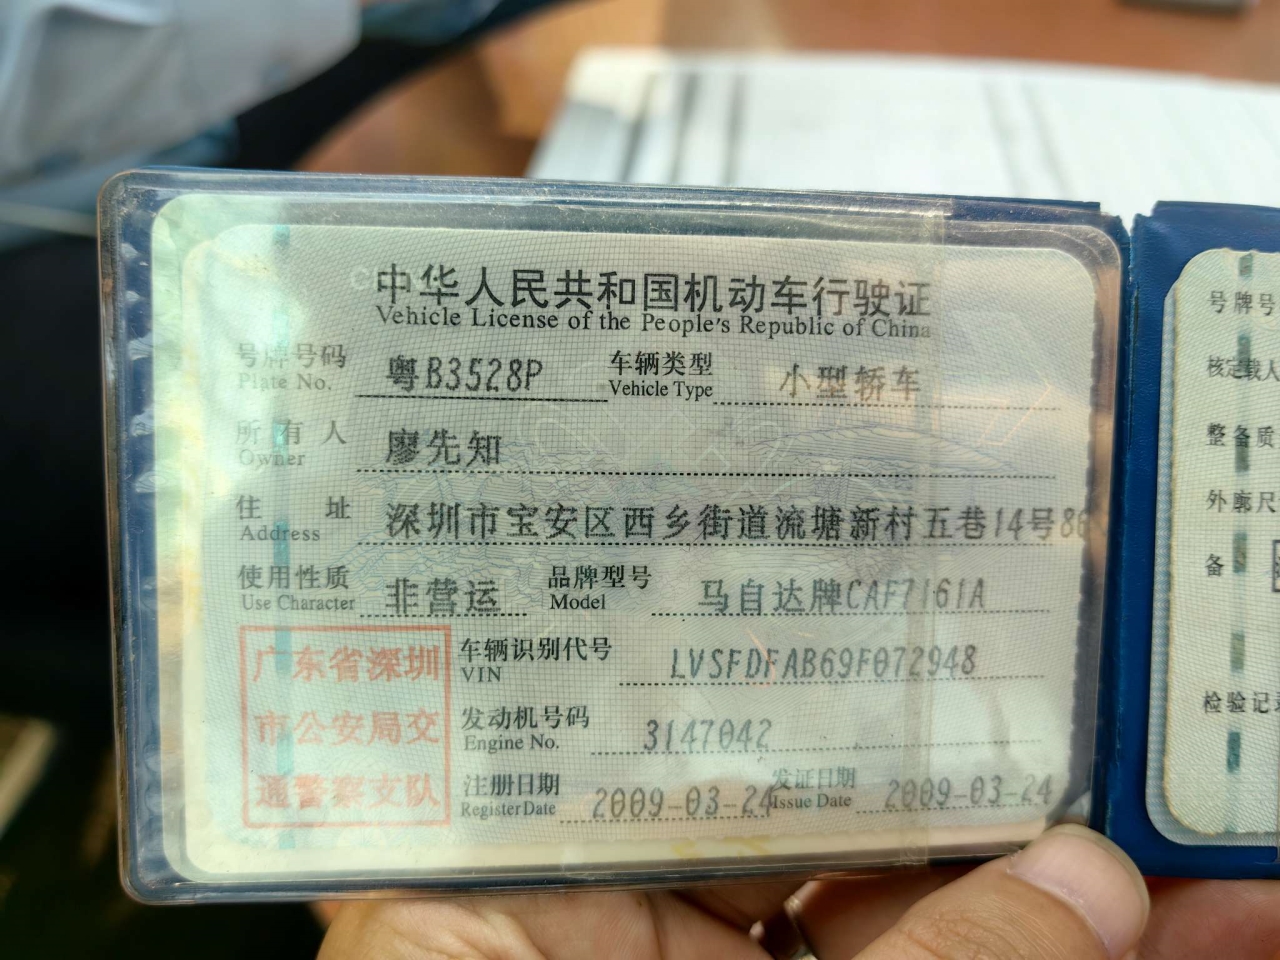 中华人民共和国机动车行驶证
Vehicle License of the People's Republic of China
号牌号码 粤B3528P 车辆类型 小型轿车
Plate No. Vehicle Type
所有人 廖先知
Owner
住址 深圳市宝安区西乡街道流塘新村五巷14号86
Address
使用性质 非营运 品牌型号 马自达牌CAF7161A
Use Character Model
车辆识别代号 LVSFDFAB69F072948
VIN
发动机号码 3147042
Engine No.
注册日期 2009-03-24 发证日期 2009-03-24
Register Date Issue Date
广东省深圳
市公安局交
通警察支队
号牌号
核定载人
整备质
外廓尺
备
检验记录